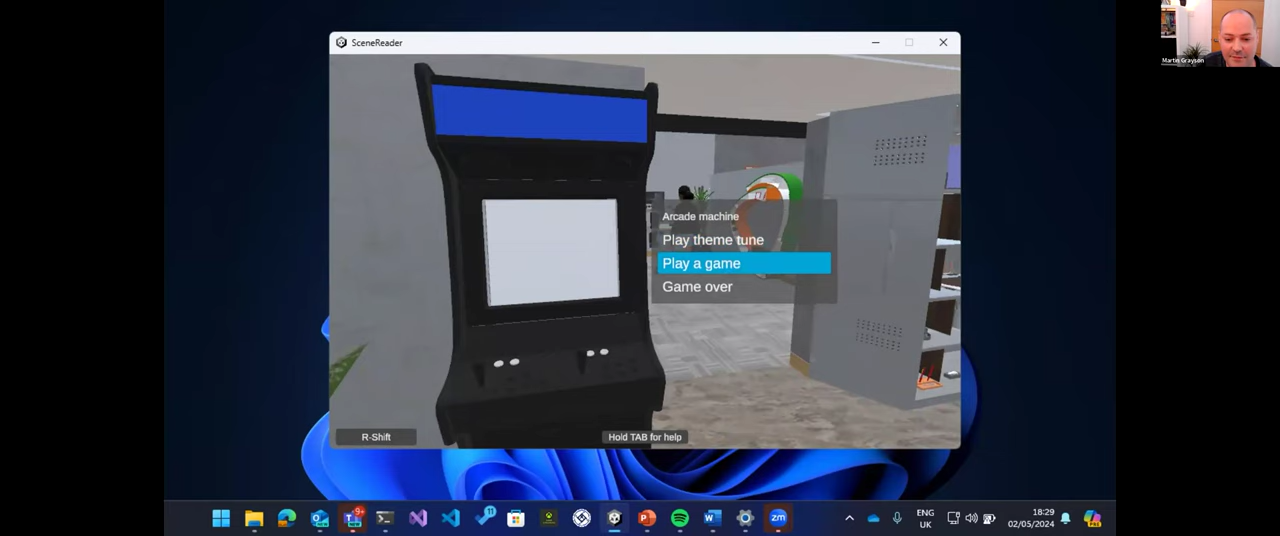 SceneReader
Martin Grayson
Arcade machine
Play theme tune
Play a game
Game over
R-Shift
Hold TAB for help
9+
ENG
UK
18:29
02/05/2024